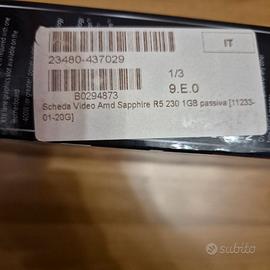 IT
23480-437029
1/3
B0294873
9.E.0
Scheda Video Amd Sapphire R5 230 1GB passiva [11233-
01-20G]
subito